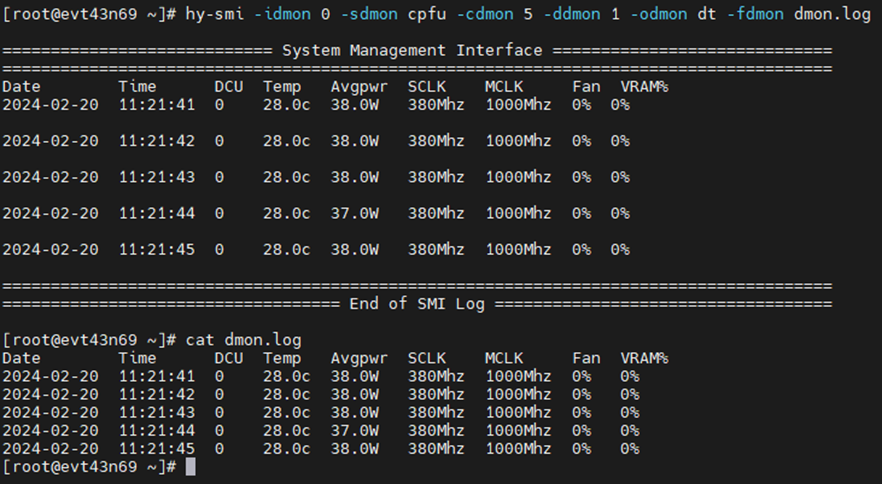 [root@evt43n69 ~]# hy-smi -idmon 0 -sdmon cpfu -cdmon 5 -ddmon 1 -odmon dt -fdmon dmon.log
============================ System Management Interface =============================
======================================================================================
Date Time DCU Temp Avgpwr SCLK MCLK Fan VRAM%
2024-02-20 11:21:41 0 28.0c 38.0W 380Mhz 1000Mhz 0% 0%
2024-02-20 11:21:42 0 28.0c 38.0W 380Mhz 1000Mhz 0% 0%
2024-02-20 11:21:43 0 28.0c 38.0W 380Mhz 1000Mhz 0% 0%
2024-02-20 11:21:44 0 28.0c 37.0W 380Mhz 1000Mhz 0% 0%
2024-02-20 11:21:45 0 28.0c 38.0W 380Mhz 1000Mhz 0% 0%
======================================================================================
=================================== End of SMI Log ===================================
[root@evt43n69 ~]# cat dmon.log
Date Time DCU Temp Avgpwr SCLK MCLK Fan VRAM%
2024-02-20 11:21:41 0 28.0c 38.0W 380Mhz 1000Mhz 0% 0%
2024-02-20 11:21:42 0 28.0c 38.0W 380Mhz 1000Mhz 0% 0%
2024-02-20 11:21:43 0 28.0c 38.0W 380Mhz 1000Mhz 0% 0%
2024-02-20 11:21:44 0 28.0c 37.0W 380Mhz 1000Mhz 0% 0%
2024-02-20 11:21:45 0 28.0c 38.0W 380Mhz 1000Mhz 0% 0%
[root@evt43n69 ~]#